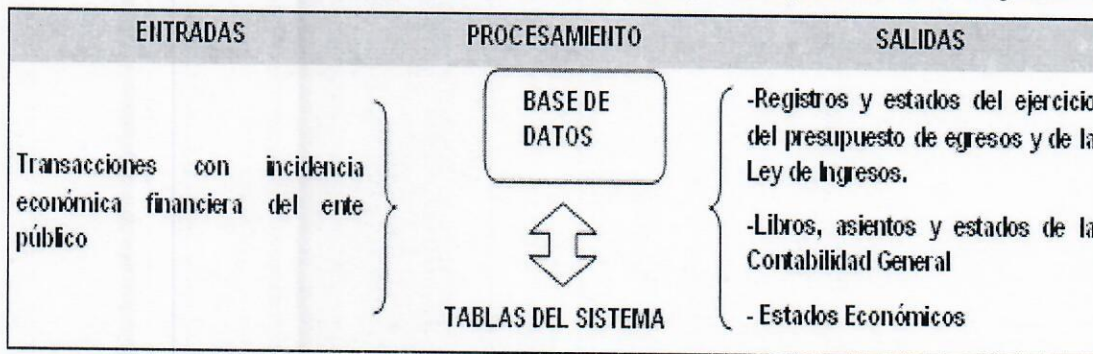 ENTRADAS
PROCESAMIENTO
SALIDAS
Transacciones con incidencia
económica financiera del ente
público
BASE DE
DATOS
TABLAS DEL SISTEMA
-Registros y estados del ejercicio
del presupuesto de egresos y de la
Ley de Ingresos.
-Libros, asientos y estados de la
Contabilidad General
- Estados Económicos